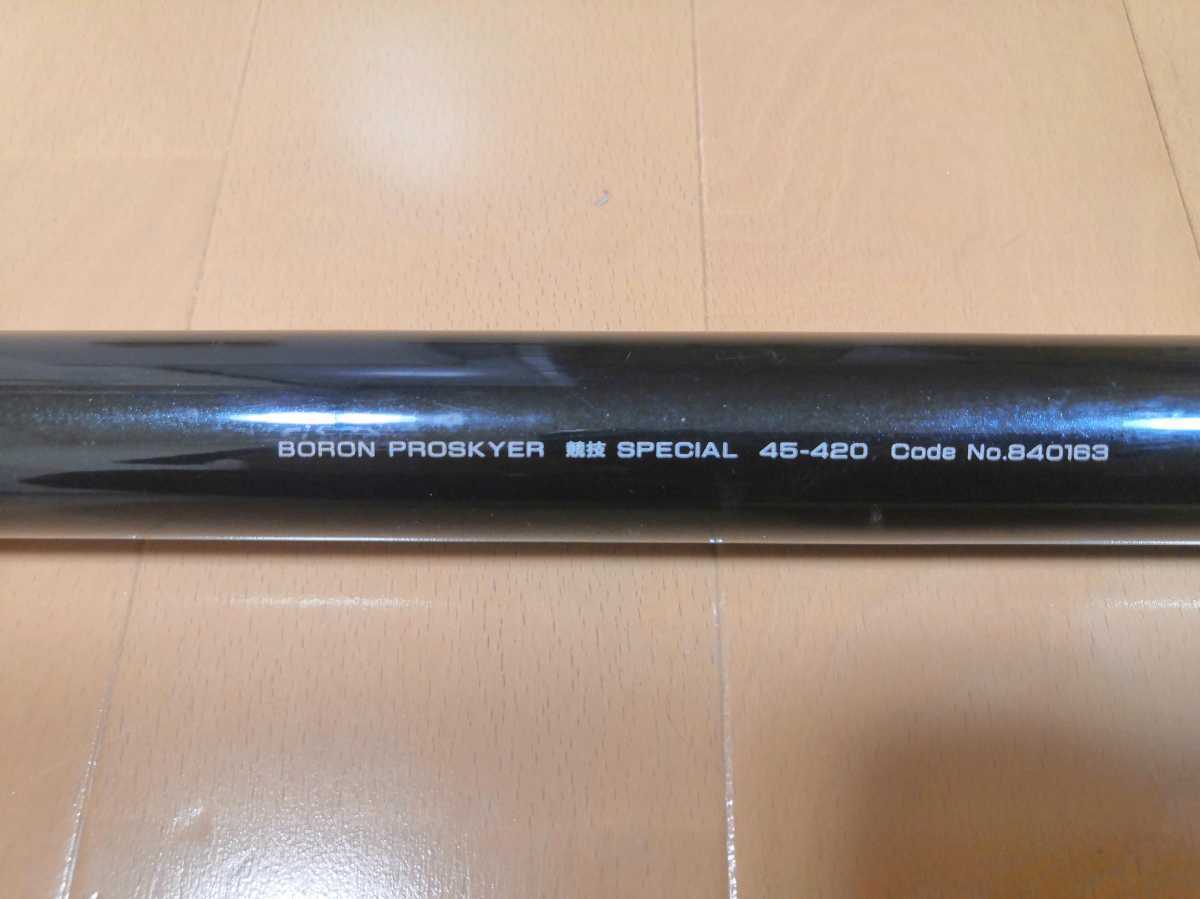 BORON PROSKYER 競技 SPECIAL 45-420 Code No.840163